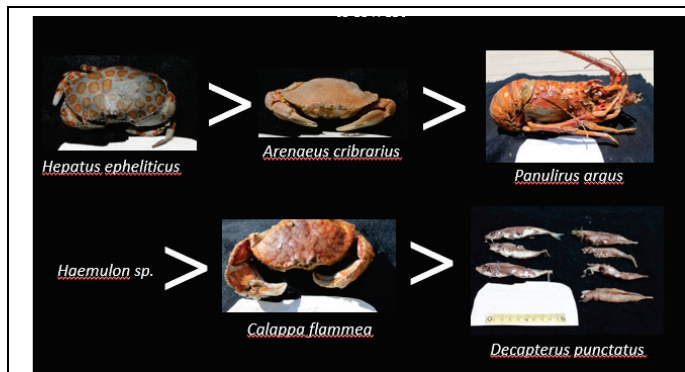 Hepatus epheliticus > Arenaeus cribrarius > Panulirus argus
Haemulon sp. > Calappa flammea > Decapterus punctatus